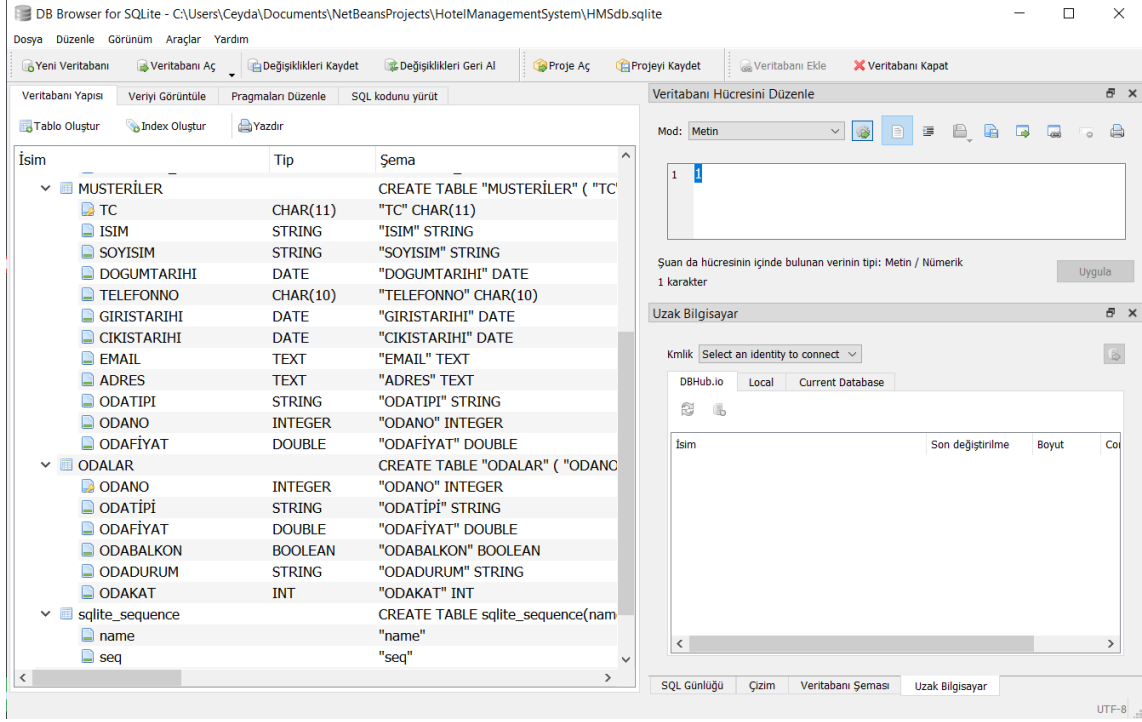 DB Browser for SQLite - C:\Users\Ceyda\Documents\NetBeansProjects\HotelManagementSystem\HMSdb.sqlite
Dosya Düzenle Görünüm Araçlar Yardım
Yeni Veritabanı Veritabanı Aç Değişiklikleri Kaydet Değişiklikleri Geri Al Proje Aç Projeyi Kaydet Veritabanı Ekle Veritabanı Kapat
Veritabanı Yapısı Veriyi Görüntüle Pragmaları Düzenle SQL kodunu yürüt
Tablo Oluştur Index Oluştur Yazdır
İsim Tip Şema
MUSTERİLER CREATE TABLE "MUSTERİLER" ( "TC"
TC CHAR(11) "TC" CHAR(11)
ISIM STRING "ISIM" STRING
SOYISIM STRING "SOYISIM" STRING
DOGUMTARIHI DATE "DOGUMTARIHI" DATE
TELEFONNO CHAR(10) "TELEFONNO" CHAR(10)
GIRISTARIHI DATE "GIRISTARIHI" DATE
CIKISTARIHI DATE "CIKISTARIHI" DATE
EMAIL TEXT "EMAIL" TEXT
ADRES TEXT "ADRES" TEXT
ODATIPI STRING "ODATIPI" STRING
ODANO INTEGER "ODANO" INTEGER
ODAFİYAT DOUBLE "ODAFİYAT" DOUBLE
ODALAR CREATE TABLE "ODALAR" ( "ODANO
ODANO INTEGER "ODANO" INTEGER
ODATİPİ STRING "ODATİPİ" STRING
ODAFİYAT DOUBLE "ODAFİYAT" DOUBLE
ODABALKON BOOLEAN "ODABALKON" BOOLEAN
ODADURUM STRING "ODADURUM" STRING
ODAKAT INT "ODAKAT" INT
sqlite_sequence CREATE TABLE sqlite_sequence(nam
name "name"
seq "seq"
Veritabanı Hücresini Düzenle
Mod: Metin
1 1
Şuan da hücresinin içinde bulunan verinin tipi: Metin / Nümerik
1 karakter
Uygula
Uzak Bilgisayar
Kmlik Select an identity to connect
DBHub.io Local Current Database
İsim Son değiştirilme Boyut Co
SQL Günlüğü Çizim Veritabanı Şeması Uzak Bilgisayar
UTF-8